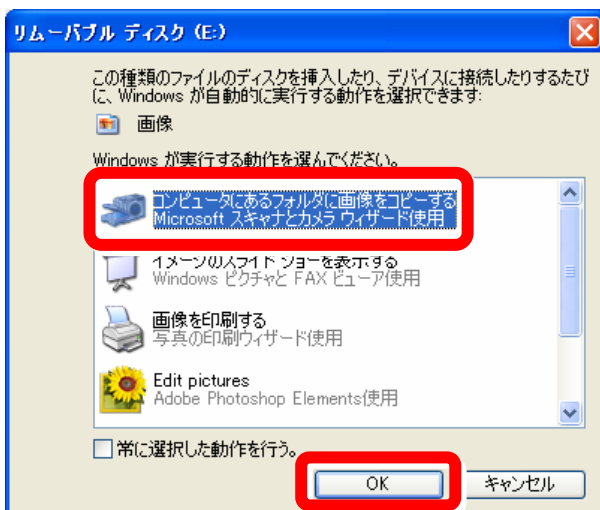 リムーバブル ディスク (E:)
この種類のファイルのディスクを挿入したり、デバイスに接続したりするたび
に、Windows が自動的に実行する動作を選択できます:
画像
Windows が実行する動作を選んでください。
コンピュータにあるフォルダに画像をコピーする
Microsoft スキャナとカメラ ウィザード使用
イメージのスライド ショーを表示する
Windows ピクチャと FAX ビューア使用
画像を印刷する
写真の印刷ウィザード使用
Edit pictures
Adobe Photoshop Elements使用
常に選択した動作を行う。
OK
キャンセル